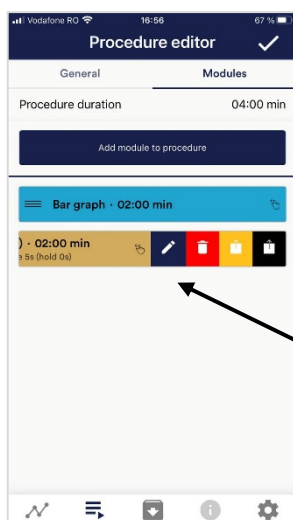 Vodafone RO 16:56 67 %
Procedure editor
General Modules
Procedure duration 04:00 min
Add module to procedure
Bar graph · 02:00 min
) · 02:00 min
5s (hold 0s)